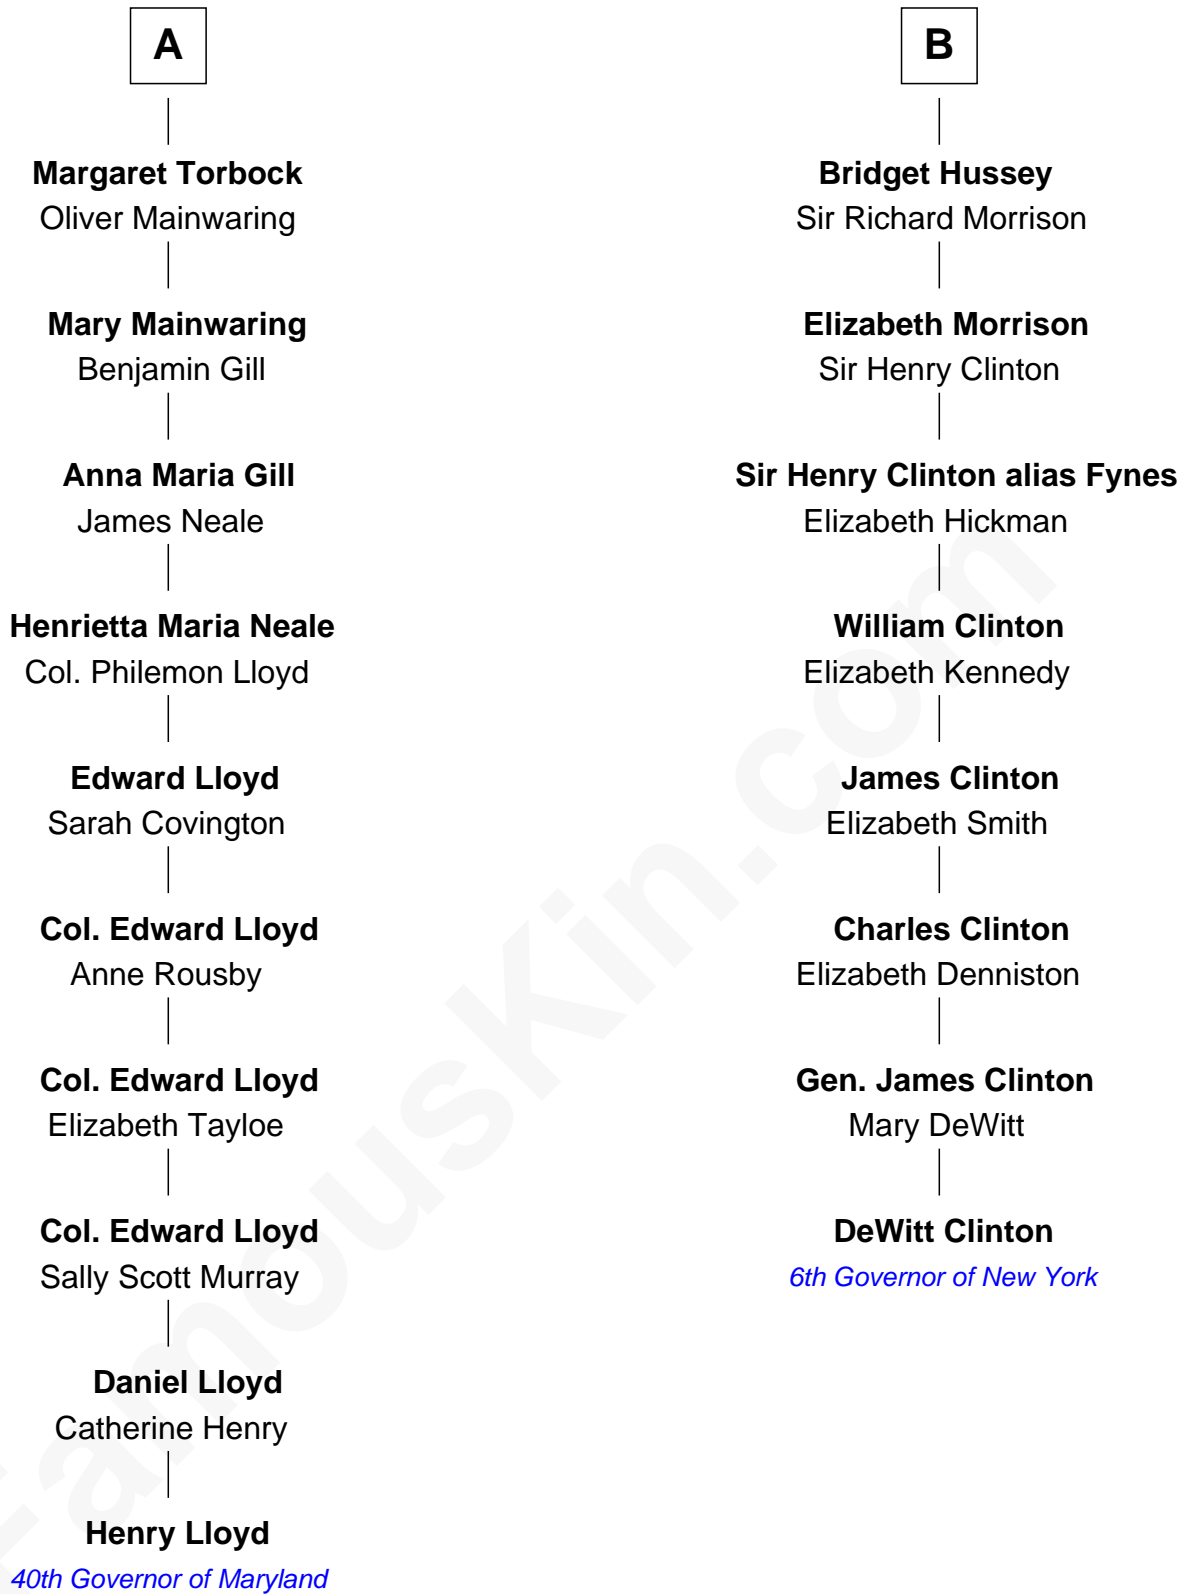 A
Margaret Torbock
Oliver Mainwaring
Mary Mainwaring
Benjamin Gill
Anna Maria Gill
James Neale
Henrietta Maria Neale
Col. Philemon Lloyd
Edward Lloyd
Sarah Covington
Col. Edward Lloyd
Anne Rousby
Col. Edward Lloyd
Elizabeth Tayloe
Col. Edward Lloyd
Sally Scott Murray
Daniel Lloyd
Catherine Henry
Henry Lloyd
40th Governor of Maryland
B
Bridget Hussey
Sir Richard Morrison
Elizabeth Morrison
Sir Henry Clinton
Sir Henry Clinton alias Fynes
Elizabeth Hickman
William Clinton
Elizabeth Kennedy
James Clinton
Elizabeth Smith
Charles Clinton
Elizabeth Denniston
Gen. James Clinton
Mary DeWitt
DeWitt Clinton
6th Governor of New York
FamousKin.com